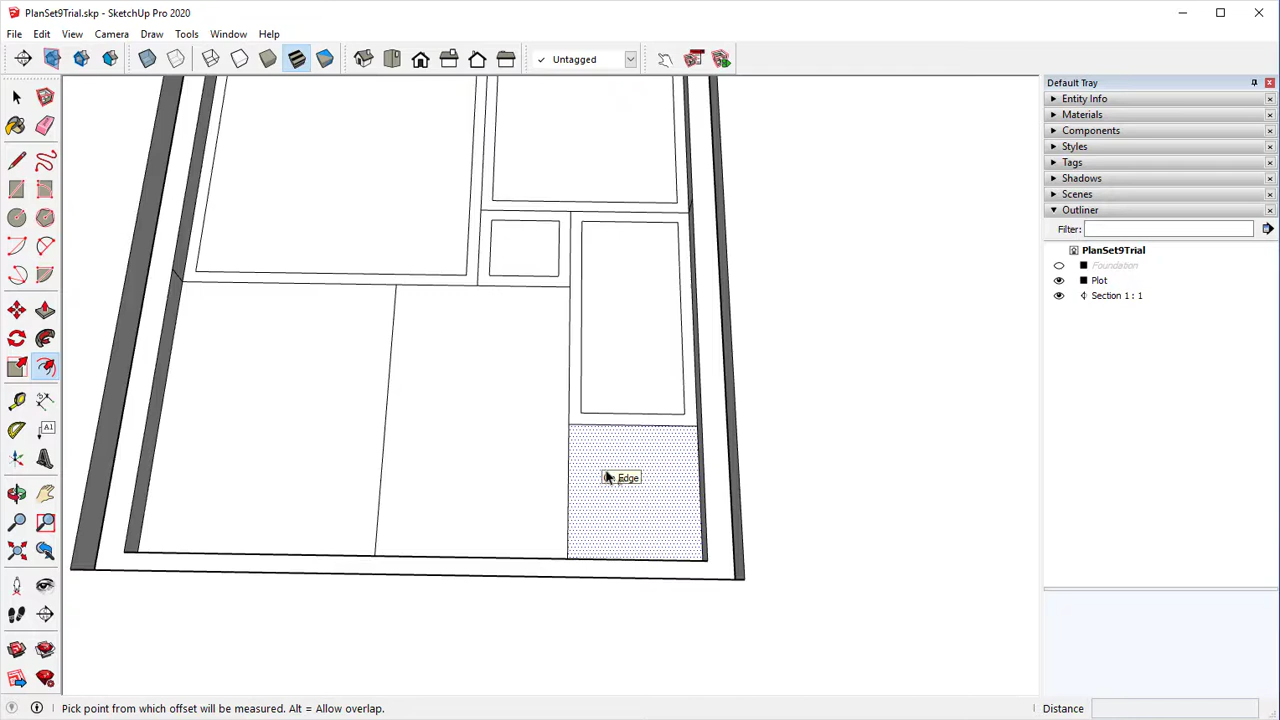 PlanSet9Trial.skp - SketchUp Pro 2020
File Edit View Camera Draw Tools Window Help
✓ Untagged
Default Tray
Entity Info
Materials
Components
Styles
Tags
Shadows
Scenes
Outliner
Filter:
PlanSet9Trial
Foundation
Plot
Section 1 : 1
A1
Edge
Pick point from which offset will be measured. Alt = Allow overlap.
Distance